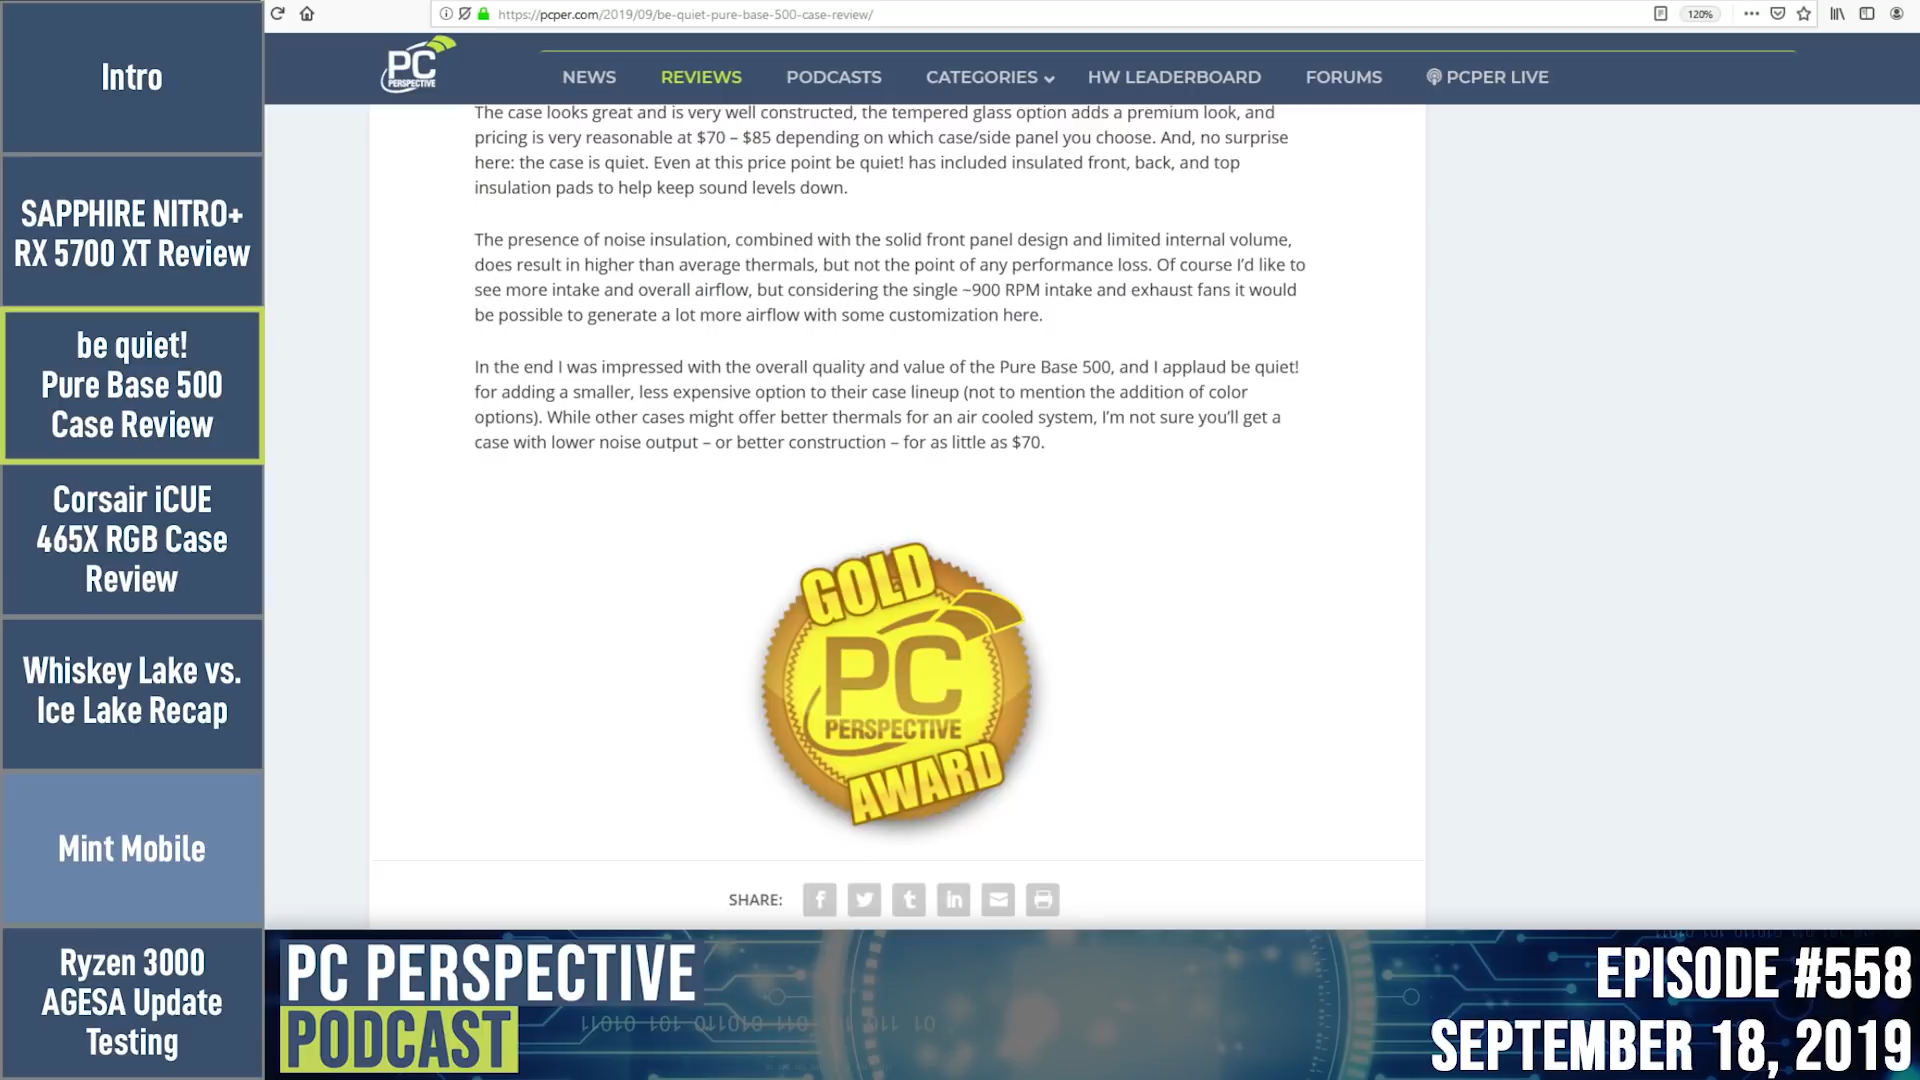 https://pcper.com/2019/09/be-quiet-pure-base-500-case-review/
120%
PC
PERSPECTIVE
NEWS
REVIEWS
PODCASTS
CATEGORIES
HW LEADERBOARD
FORUMS
PCPER LIVE
Intro
SAPPHIRE NITRO+
RX 5700 XT Review
be quiet!
Pure Base 500
Case Review
Corsair iCUE
465X RGB Case
Review
Whiskey Lake vs.
Ice Lake Recap
Mint Mobile
Ryzen 3000
AGESA Update
Testing
The case looks great and is very well constructed, the tempered glass option adds a premium look, and
pricing is very reasonable at $70 – $85 depending on which case/side panel you choose. And, no surprise
here: the case is quiet. Even at this price point be quiet! has included insulated front, back, and top
insulation pads to help keep sound levels down.
The presence of noise insulation, combined with the solid front panel design and limited internal volume,
does result in higher than average thermals, but not the point of any performance loss. Of course I’d like to
see more intake and overall airflow, but considering the single ~900 RPM intake and exhaust fans it would
be possible to generate a lot more airflow with some customization here.
In the end I was impressed with the overall quality and value of the Pure Base 500, and I applaud be quiet!
for adding a smaller, less expensive option to their case lineup (not to mention the addition of color
options). While other cases might offer better thermals for an air cooled system, I’m not sure you’ll get a
case with lower noise output – or better construction – for as little as $70.
GOLD
PC
PERSPECTIVE
AWARD
SHARE:
PC PERSPECTIVE
PODCAST
EPISODE #558
SEPTEMBER 18, 2019